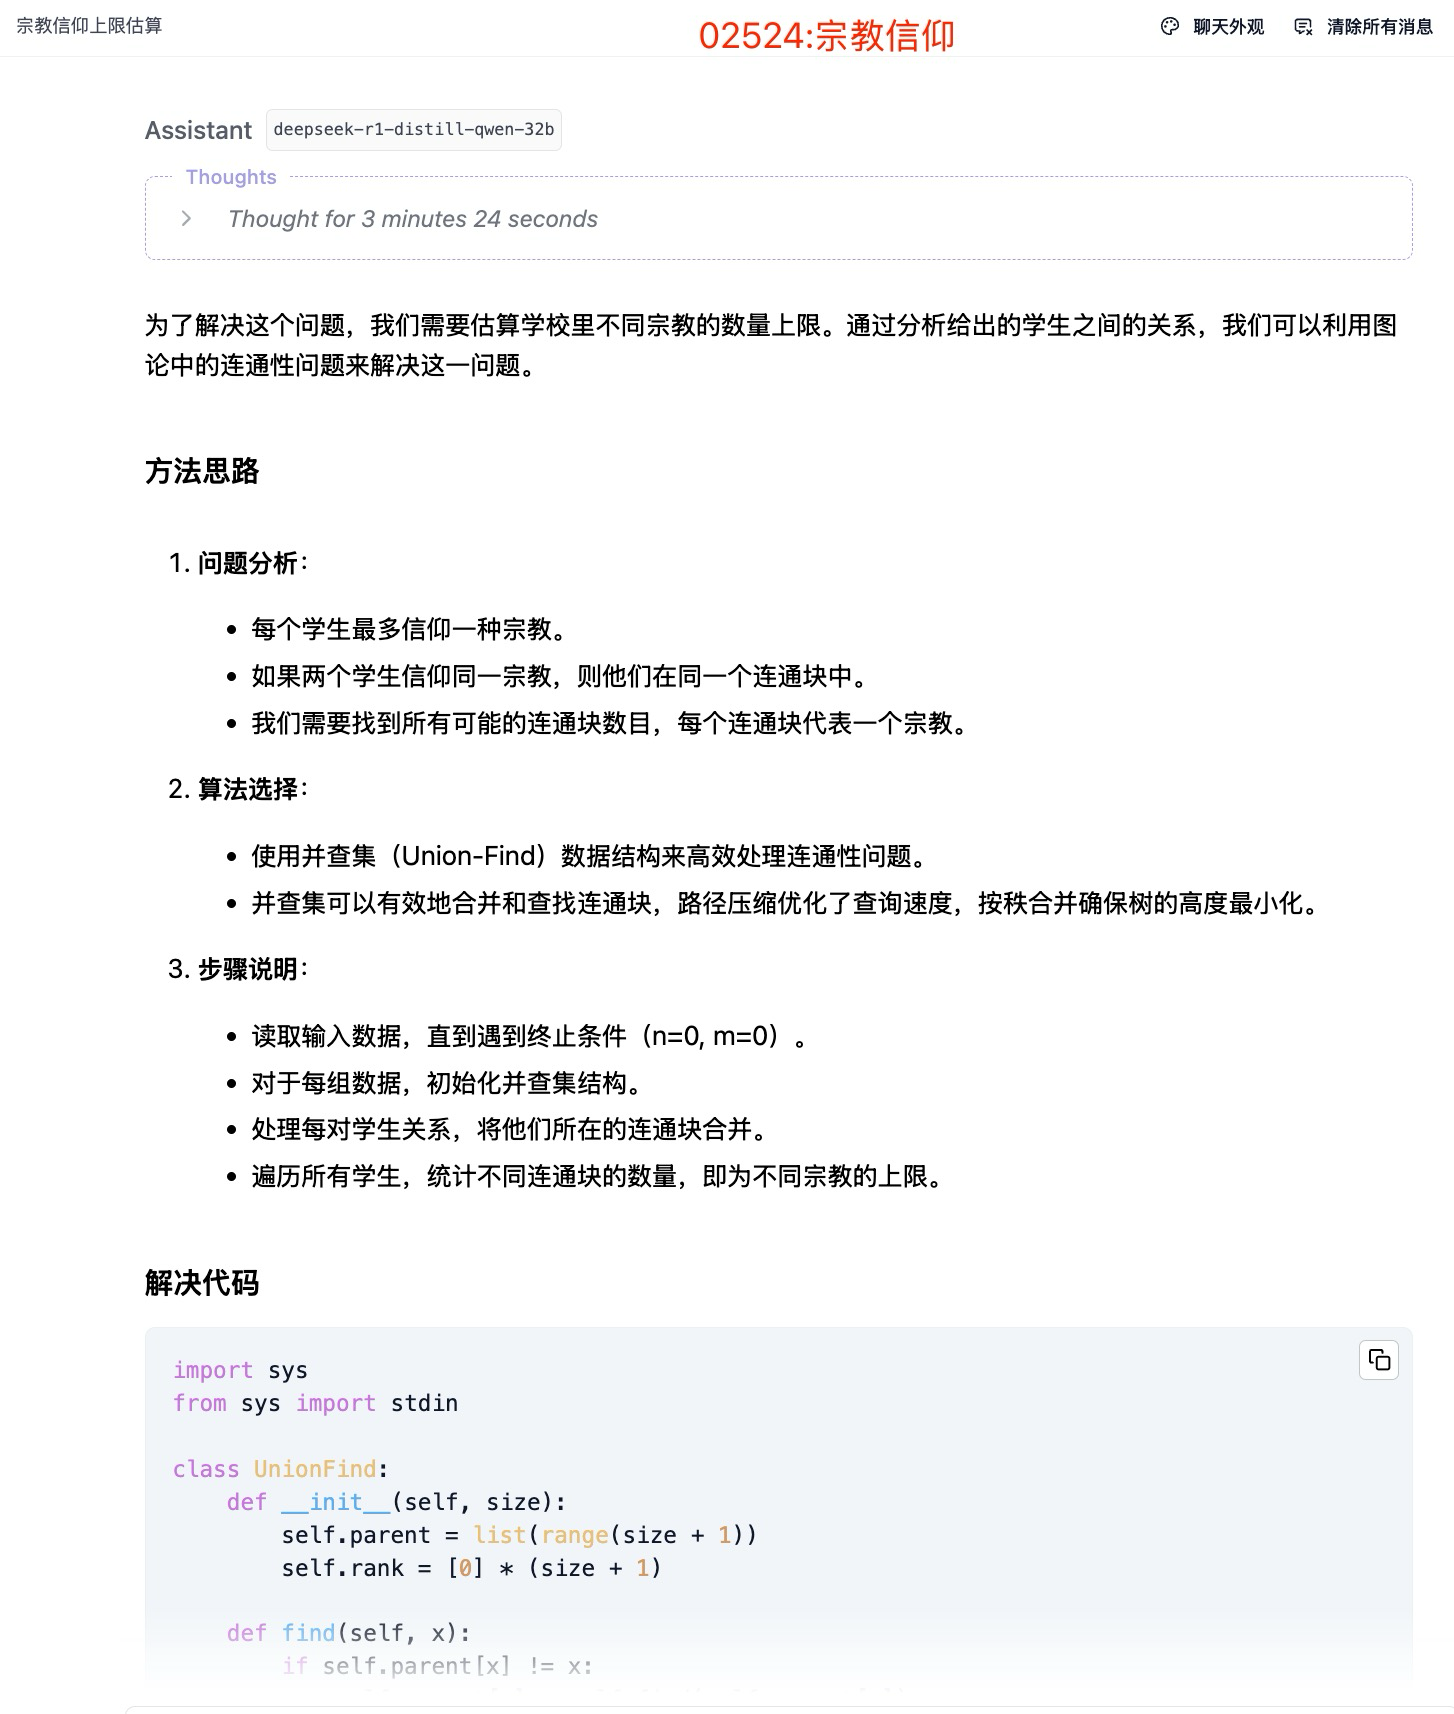 宗教信仰上限估算
02524:宗教信仰
聊天外观
清除所有消息
Assistant deepseek-r1-distill-qwen-32b
Thoughts
Thought for 3 minutes 24 seconds
为了解决这个问题，我们需要估算学校里不同宗教的数量上限。通过分析给出的学生之间的关系，我们可以利用图
论中的连通性问题来解决这一问题。
方法思路
1. 问题分析：
• 每个学生最多信仰一种宗教。
• 如果两个学生信仰同一宗教，则他们在同一个连通块中。
• 我们需要找到所有可能的连通块数目，每个连通块代表一个宗教。
2. 算法选择：
• 使用并查集（Union-Find）数据结构来高效处理连通性问题。
• 并查集可以有效地合并和查找连通块，路径压缩优化了查询速度，按秩合并确保树的高度最小化。
3. 步骤说明：
• 读取输入数据，直到遇到终止条件（n=0, m=0）。
• 对于每组数据，初始化并查集结构。
• 处理每对学生关系，将他们所在的连通块合并。
• 遍历所有学生，统计不同连通块的数量，即为不同宗教的上限。
解决代码
import sys
from sys import stdin
class UnionFind:
    def __init__(self, size):
        self.parent = list(range(size + 1))
        self.rank = [0] * (size + 1)
    def find(self, x):
        if self.parent[x] != x: